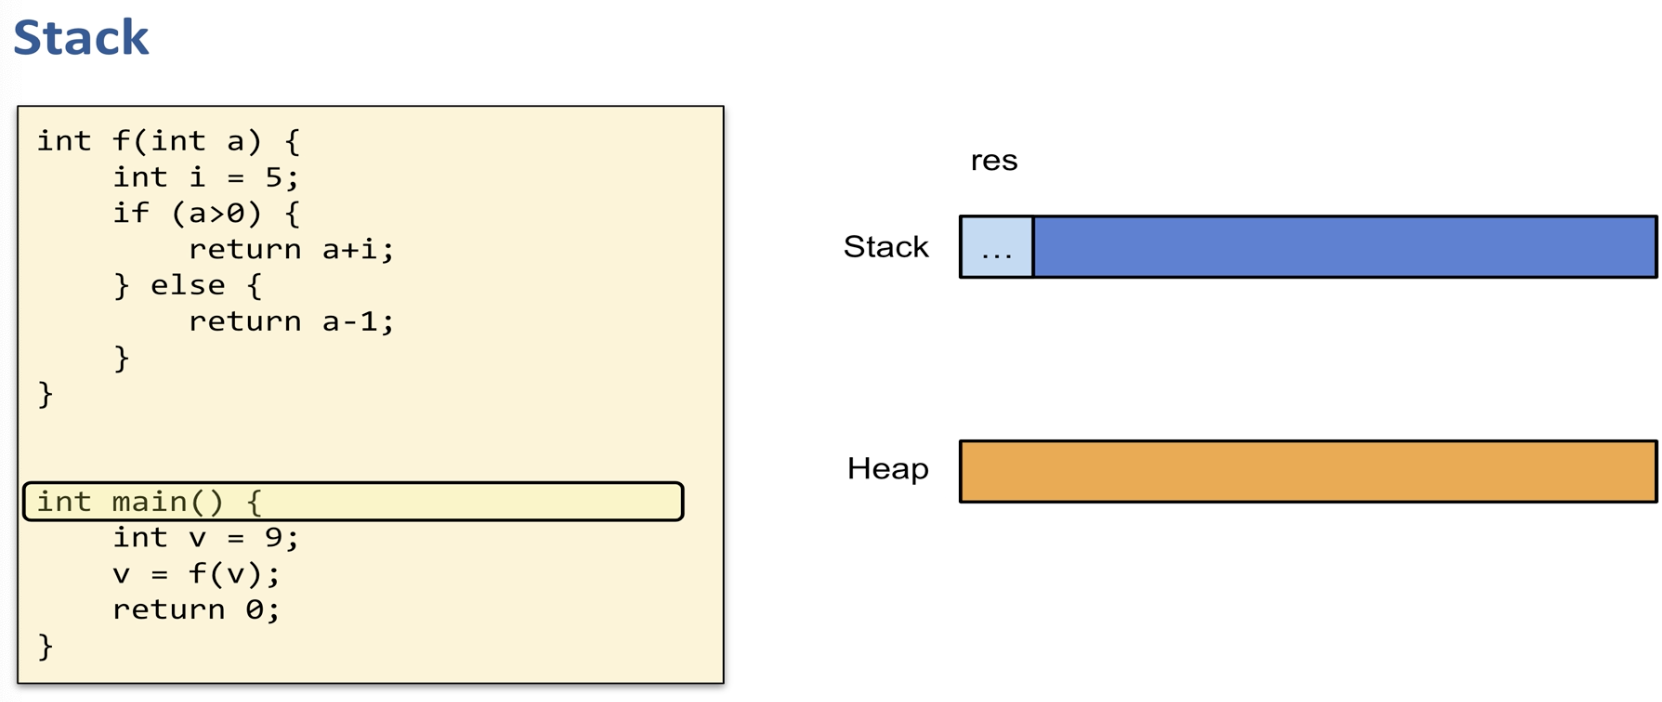 Stack
int f(int a) {
    int i = 5;
    if (a>0) {
        return a+i;
    } else {
        return a-1;
    }
}
int main() {
    int v = 9;
    v = f(v);
    return 0;
}
res
Stack
...
Heap